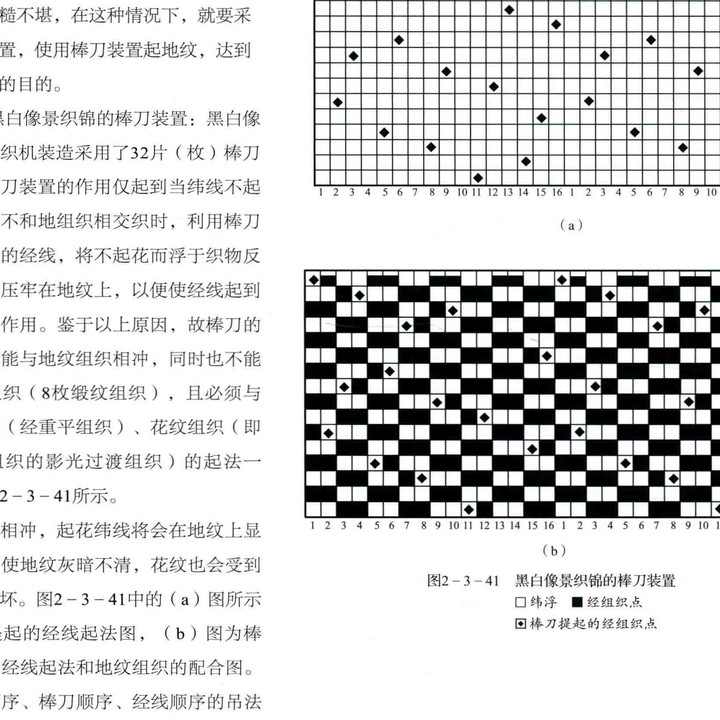 糙不堪，在这种情况下，就要采
置，使用棒刀装置起地纹，达到
的目的。
黑白像景织锦的棒刀装置：黑白像
织机装造采用了32片（枚）棒刀
刀装置的作用仅起到当纬线不起
不和地组织相交织时，利用棒刀
的经线，将不起花而浮于织物反
压牢在地纹上，以便使经线起到
作用。鉴于以上原因，故棒刀的
能与地纹组织相冲，同时也不能
织（8枚缎纹组织），且必须与
（经重平组织）、花纹组织（即
组织的影光过渡组织）的起法一
2－3－41所示。
相冲，起花纬线将会在地纹上显
使地纹灰暗不清，花纹也会受到
坏。图2－3－41中的（a）图所示
提起的经线起法图，（b）图为棒
经线起法和地纹组织的配合图。
序、棒刀顺序、经线顺序的吊法
1 2 3 4 5 6 7 8 9 10 11 12 13 14 15 16 1 2 3 4 5 6 7 8 9 10
（a）
1 2 3 4 5 6 7 8 9 10 11 12 13 14 15 16 1 2 3 4 5 6 7 8 9 10 1
（b）
图2－3－41 黑白像景织锦的棒刀装置
纬浮 经组织点
棒刀提起的经组织点